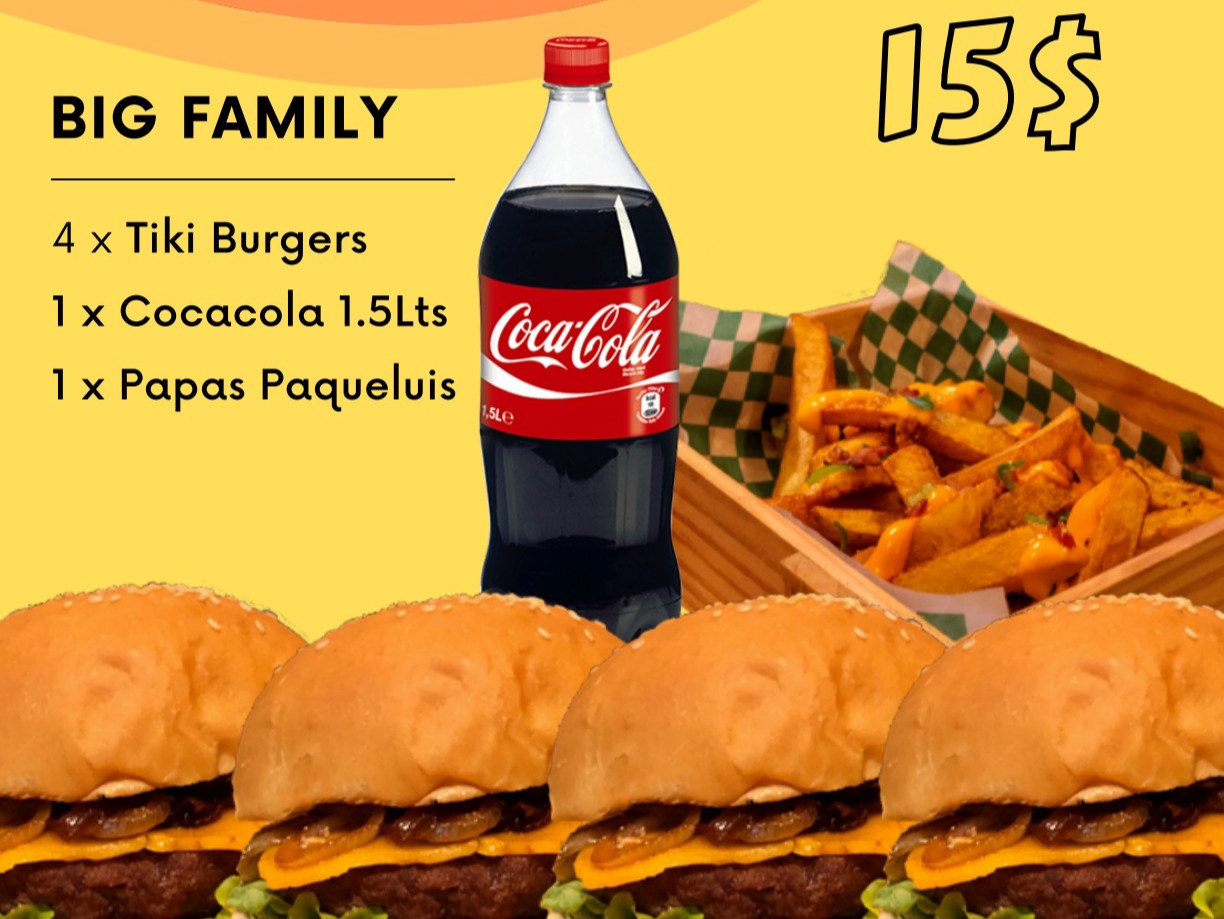 15$
BIG FAMILY
4 x Tiki Burgers
1 x Cocacola 1.5Lts
1 x Papas Paqueluis
Coca-Cola
1,5L℮